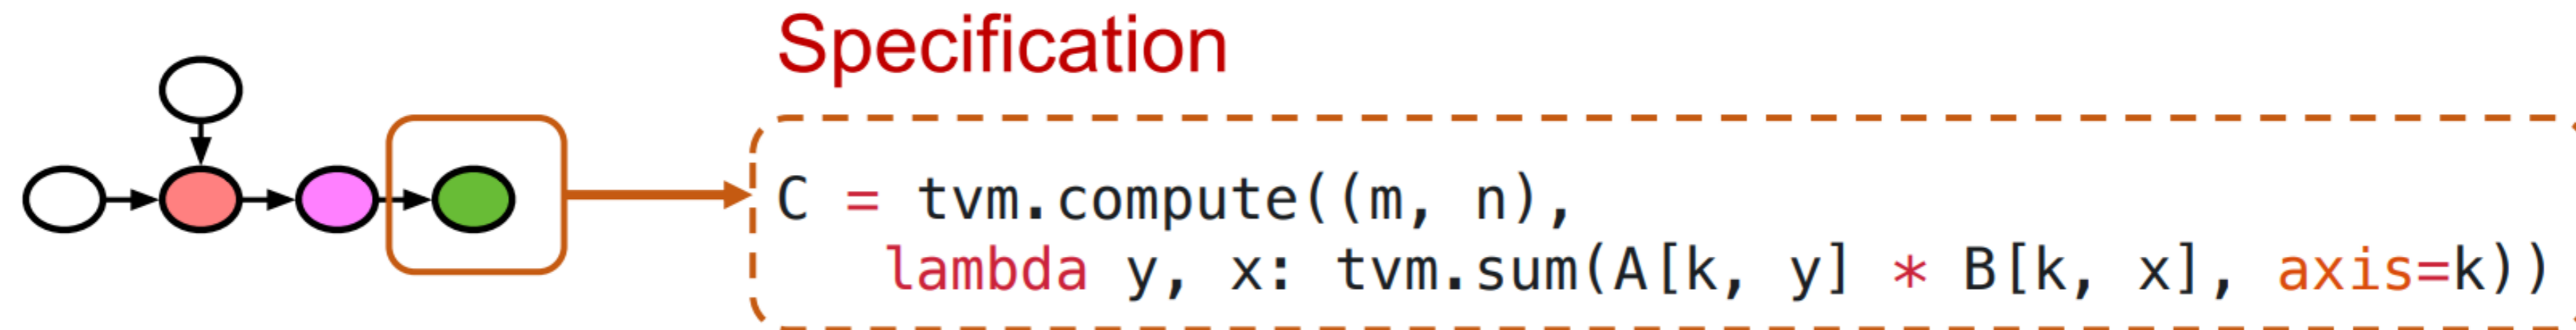 Specification
C = tvm.compute((m, n),
lambda y, x: tvm.sum(A[k, y] * B[k, x], axis=k))